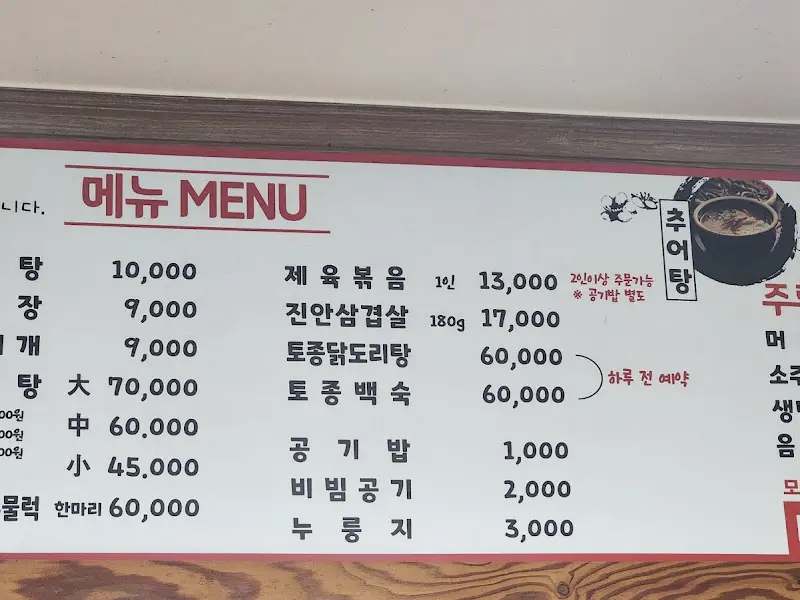 니다.
메뉴 MENU
탕 10,000
장 9,000
개 9,000
탕 大 70,000
00원
00원
00원
中 60.000
小 45.000
물럭 한마리 60,000
제육볶음 1인 13,000 2인이상 주문가능
※ 공기밥 별도
진안삼겹살 180g 17,000
토종닭도리탕 60,000
토종백숙 60,000
하루 전 예약
공기밥 1,000
비빔공기 2,000
누룽지 3,000
추어탕
주
머
소주
생
음
모